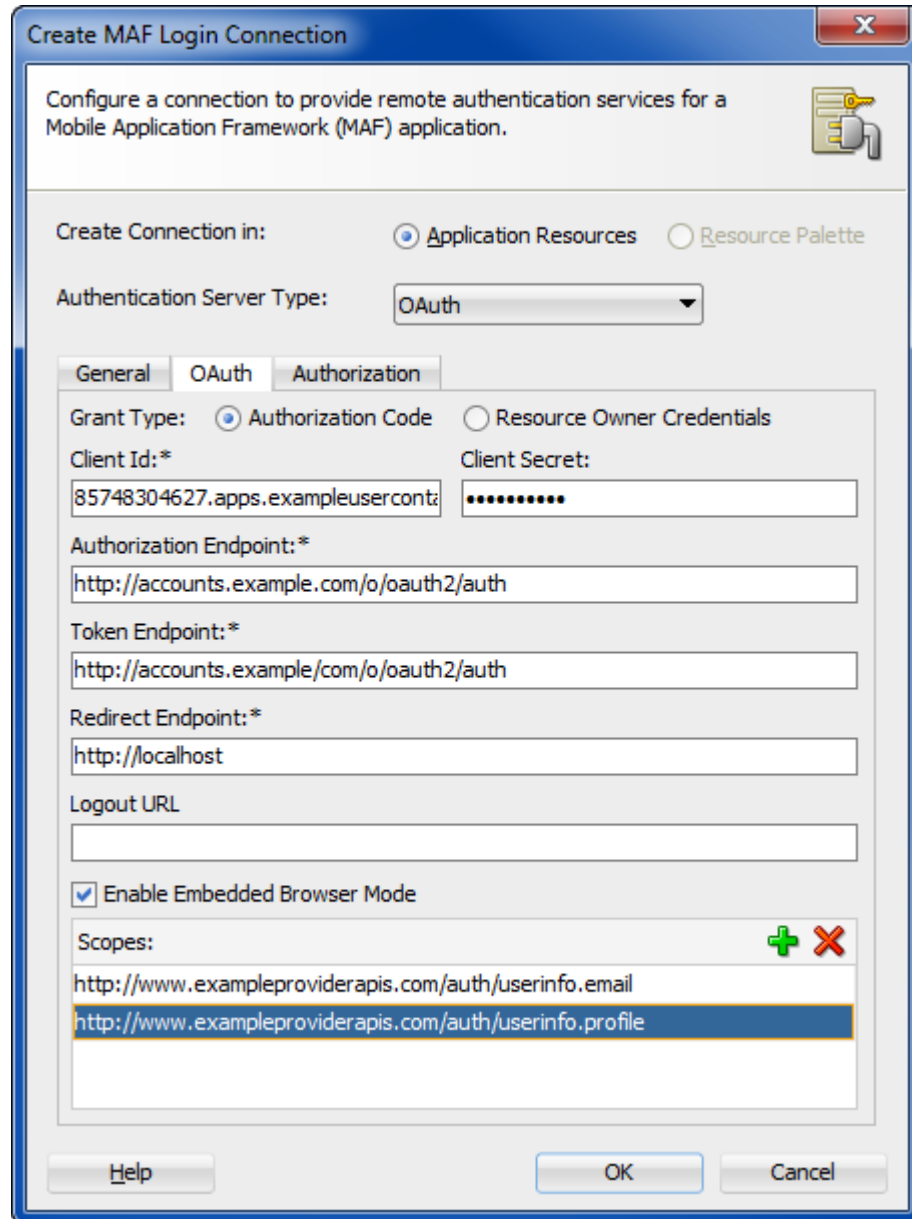 Create MAF Login Connection
Configure a connection to provide remote authentication services for a
Mobile Application Framework (MAF) application.
Create Connection in: Application Resources Resource Palette
Authentication Server Type: OAuth
General OAuth Authorization
Grant Type: Authorization Code Resource Owner Credentials
Client Id:* Client Secret:
85748304627.apps.exampleuserconta ••••••••••
Authorization Endpoint:*
http://accounts.example.com/o/oauth2/auth
Token Endpoint:*
http://accounts.example/com/o/oauth2/auth
Redirect Endpoint:*
http://localhost
Logout URL
Enable Embedded Browser Mode
Scopes:
http://www.exampleproviderapis.com/auth/userinfo.email
http://www.exampleproviderapis.com/auth/userinfo.profile
Help OK Cancel